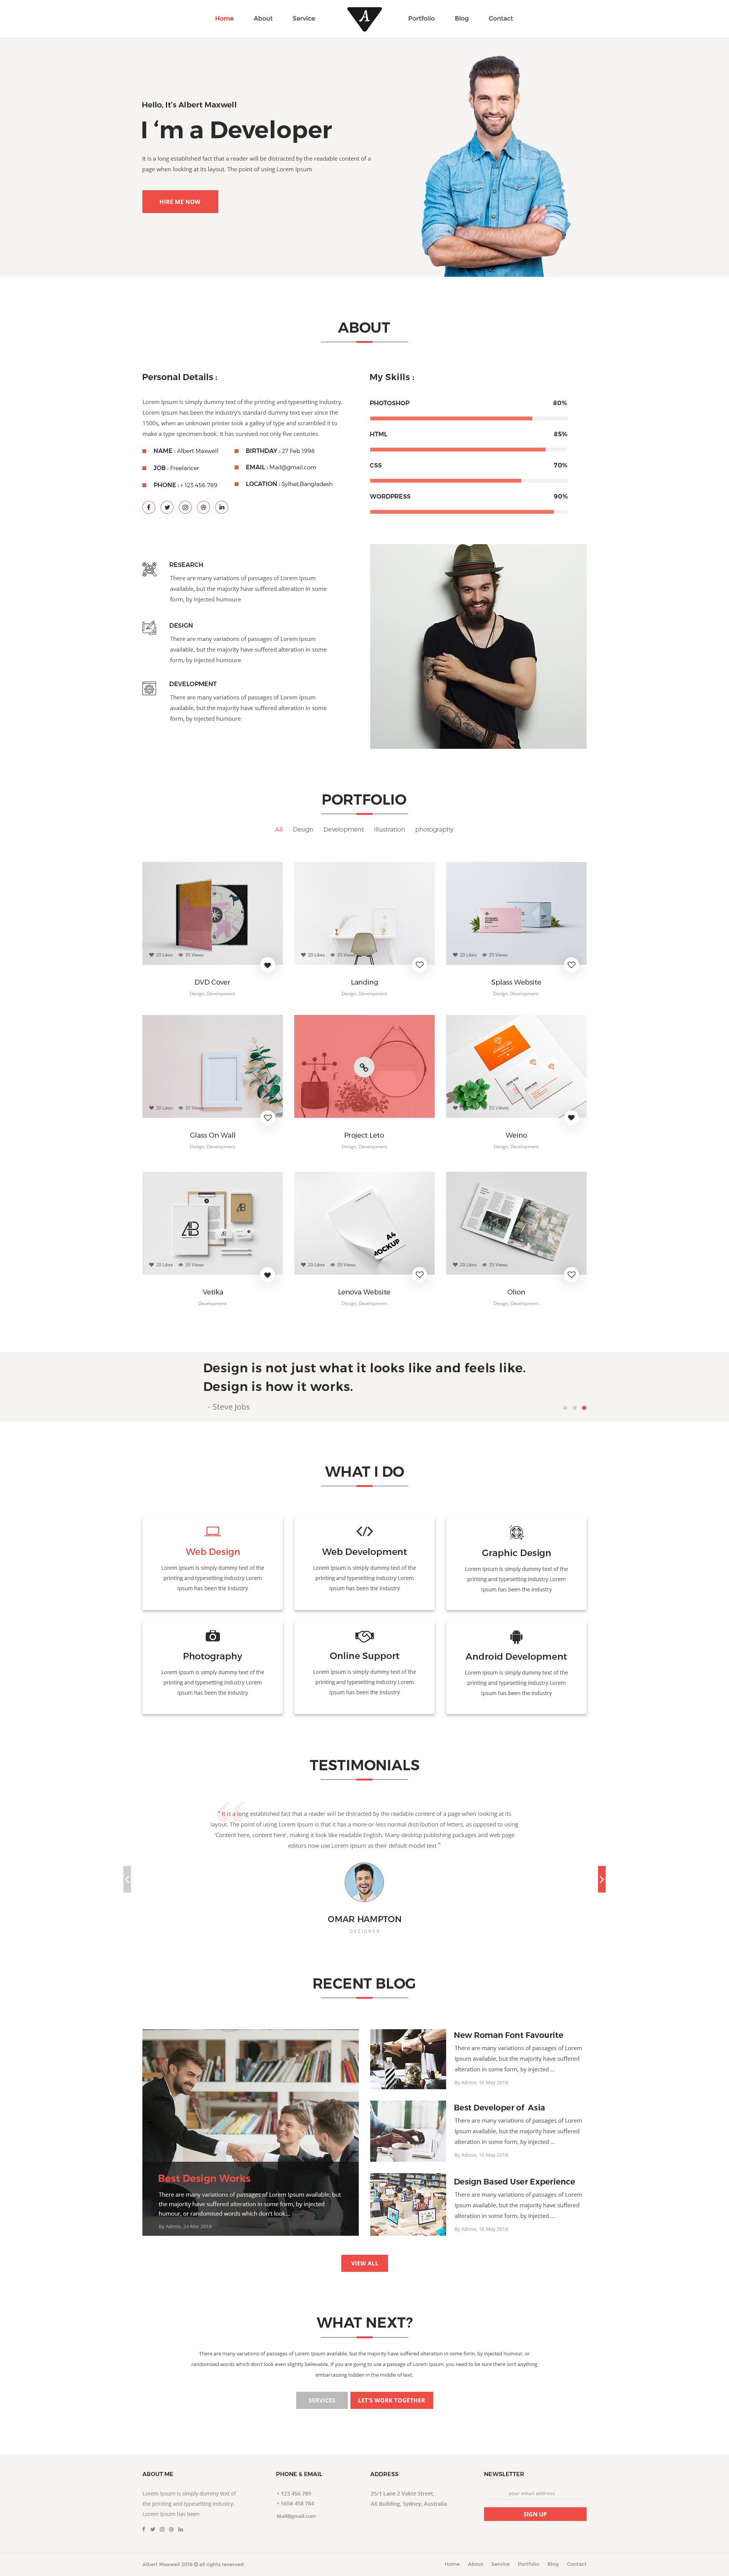 Home About Service A Portfolio Blog Contact
Hello, It's Albert Maxwell
I ‘m a Developer
It is a long established fact that a reader will be distracted by the readable content of a
page when looking at its layout. The point of using Lorem Ipsum
HIRE ME NOW
ABOUT
Personal Details :
Lorem Ipsum is simply dummy text of the printing and typesetting industry.
Lorem Ipsum has been the industry's standard dummy text ever since the
1500s, when an unknown printer took a galley of type and scrambled it to
make a type specimen book. It has survived not only five centuries
NAME : Albert Maxwell
BIRTHDAY : 27 Feb 1998
JOB : Freelancer
EMAIL : Mail@gmail.com
PHONE : + 123 456 789
LOCATION : Sylhet,Bangladesh
My Skills :
PHOTOSHOP 80%
HTML 85%
CSS 70%
WORDPRESS 90%
RESEARCH
There are many variations of passages of Lorem Ipsum
available, but the majority have suffered alteration in some
form, by injected humoure
DESIGN
There are many variations of passages of Lorem Ipsum
available, but the majority have suffered alteration in some
form, by injected humoure
DEVELOPMENT
There are many variations of passages of Lorem Ipsum
available, but the majority have suffered alteration in some
form, by injected humoure
PORTFOLIO
All Design Development illustration photography
20 Likes 35 Views
20 Likes 35 Views
20 Likes 35 Views
DVD Cover
Design, Development
Landing
Design, Development
Splass Website
Design, Development
20 Likes 35 Views
35 Views
Glass On Wall
Design, Development
Project Leto
Design, Development
Weino
Design, Development
AB
A4
MOCKUP
20 Likes 35 Views
20 Likes 35 Views
20 Likes 35 Views
Vetika
Development
Lenova Website
Design, Development
Olion
Design, Development
Design is not just what it looks like and feels like.
Design is how it works.
- Steve Jobs
WHAT I DO
Web Design
Lorem Ipsum is simply dummy text of the
printing and typesetting industry Lorem
Ipsum has been the industry
Web Development
Lorem Ipsum is simply dummy text of the
printing and typesetting industry Lorem
Ipsum has been the industry
Graphic Design
Lorem Ipsum is simply dummy text of the
printing and typesetting industry Lorem
Ipsum has been the industry
Photography
Lorem Ipsum is simply dummy text of the
printing and typesetting industry Lorem
Ipsum has been the industry
Online Support
Lorem Ipsum is simply dummy text of the
printing and typesetting industry Lorem
Ipsum has been the industry
Android Development
Lorem Ipsum is simply dummy text of the
printing and typesetting industry Lorem
Ipsum has been the industry
TESTIMONIALS
" It is a long established fact that a reader will be distracted by the readable content of a page when looking at its
layout. The point of using Lorem Ipsum is that it has a more-or-less normal distribution of letters, as opposed to using
'Content here, content here', making it look like readable English. Many desktop publishing packages and web page
editors now use Lorem Ipsum as their default model text "
OMAR HAMPTON
DESIGNER
RECENT BLOG
Best Design Works
There are many variations of passages of Lorem Ipsum available, but
the majority have suffered alteration in some form, by injected
humour, or randomised words which don't look...
By Admin, 24 Mar 2018
New Roman Font Favourite
There are many variations of passages of Lorem
Ipsum available, but the majority have suffered
alteration in some form, by injected ...
By Admin, 16 May 2018
Best Developer of Asia
There are many variations of passages of Lorem
Ipsum available, but the majority have suffered
alteration in some form, by injected ...
By Admin, 16 May 2018
Design Based User Experience
There are many variations of passages of Lorem
Ipsum available, but the majority have suffered
alteration in some form, by injected ...
By Admin, 16 May 2018
VIEW ALL
WHAT NEXT?
There are many variations of passages of Lorem Ipsum available, but the majority have suffered alteration in some form, by injected humour, or
randomised words which don't look even slightly believable. If you are going to use a passage of Lorem Ipsum, you need to be sure there isn't anything
embarrassing hidden in the middle of text.
SERVICES LET'S WORK TOGETHER
ABOUT ME
Lorem Ipsum is simply dummy text of
the printing and typesetting industry.
Lorem Ipsum has been
PHONE & EMAIL
+ 123 456 789
+ 5658 458 784
Mail@gmail.com
ADDRESS
25/1 Lane 2 Vokte Street,
AX Building, Sydney, Australia
NEWSLETTER
your email address
SIGN UP
Albert Maxwell 2018 © all rights reserved
Home About Service Portfolio Blog Contact